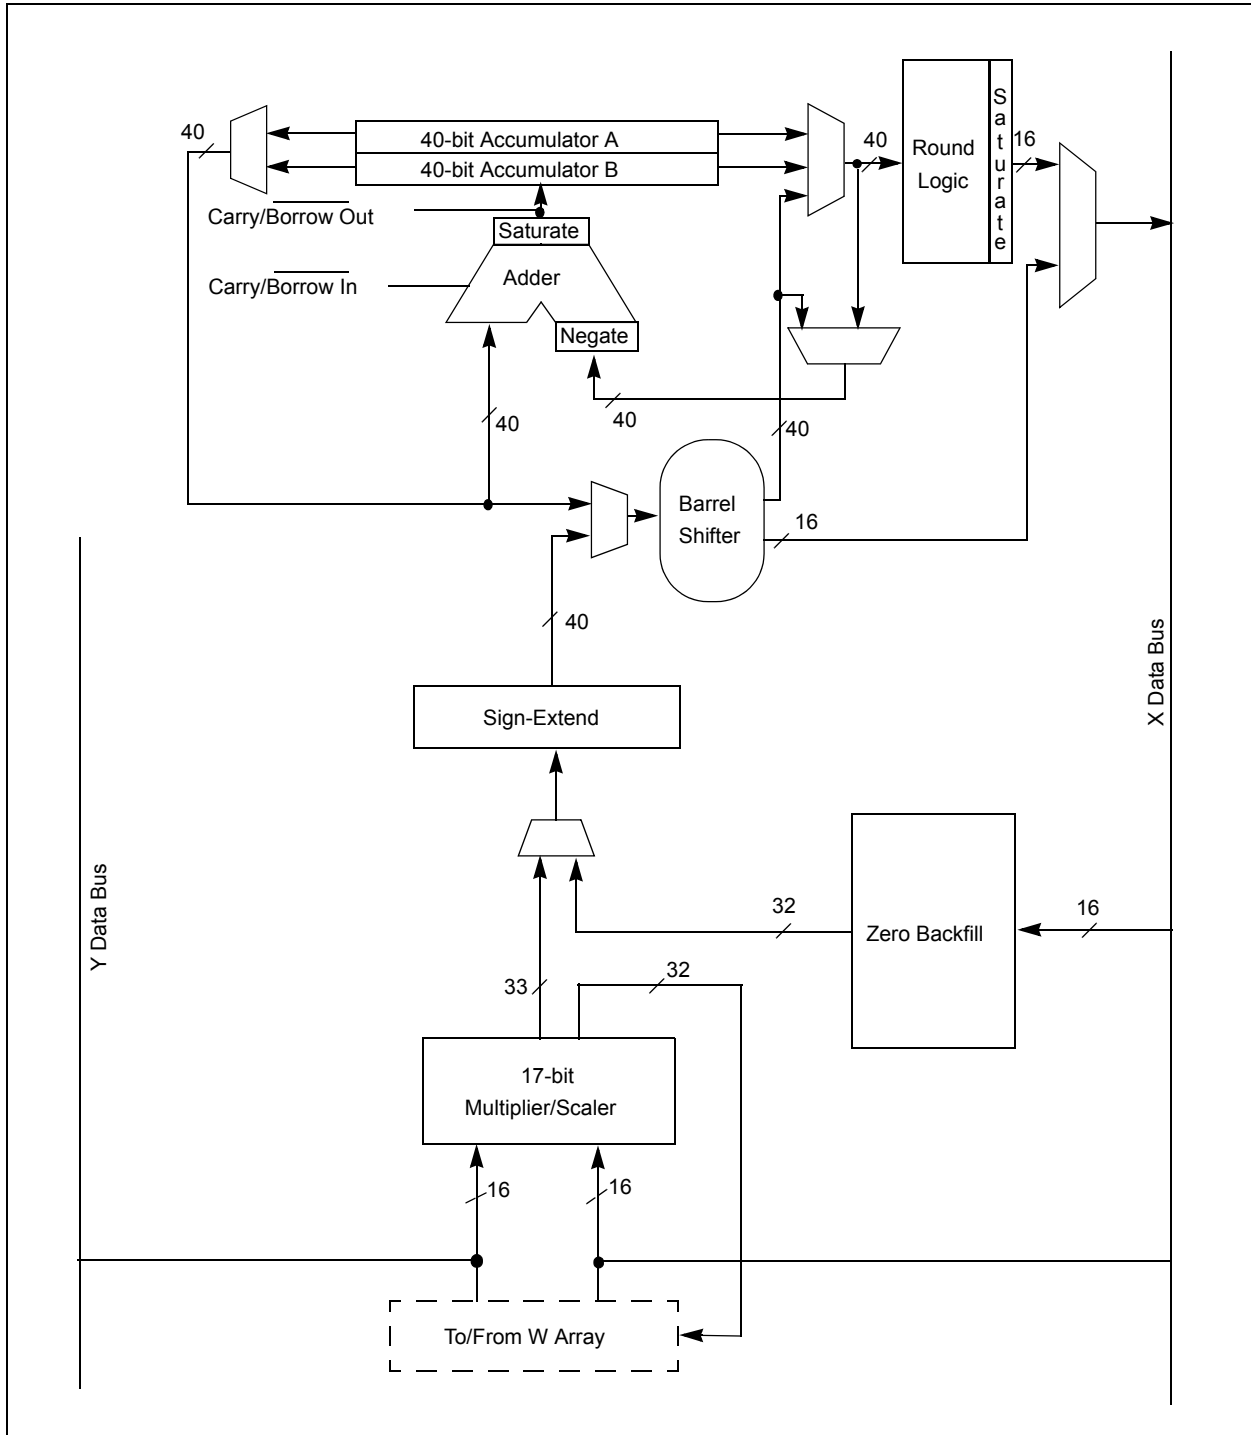 40
40-bit Accumulator A
40-bit Accumulator B
40
Round
Logic
Saturate
16
Carry/Borrow Out
Saturate
Carry/Borrow In
Adder
Negate
40
40
40
Barrel
Shifter
16
40
X Data Bus
Sign-Extend
Y Data Bus
32
Zero Backfill
16
33
32
17-bit
Multiplier/Scaler
16
16
To/From W Array